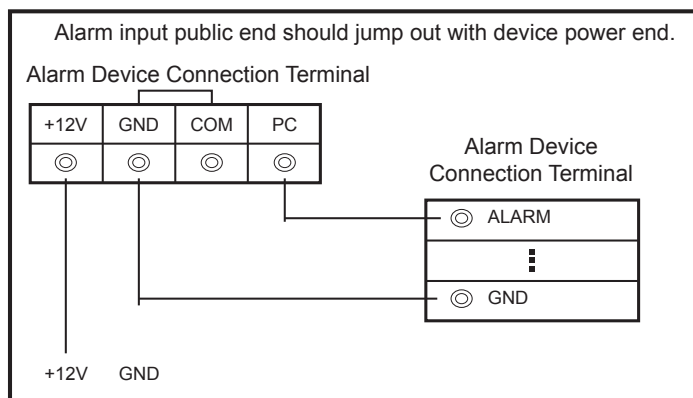 Alarm input public end should jump out with device power end.
Alarm Device Connection Terminal
+12V GND COM PC
Alarm Device
Connection Terminal
ALARM
GND
+12V GND